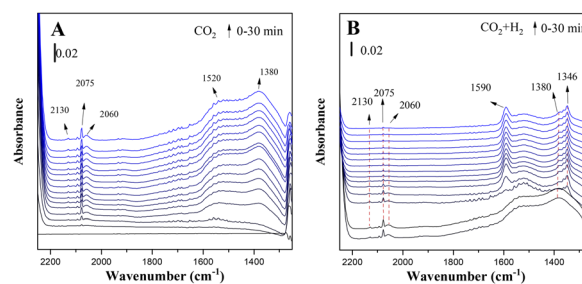 A
CO2 0-30 min
0.02
2130
2075
2060
1520
1380
Absorbance
2200 2000 1800 1600 1400
Wavenumber (cm-1)
B
CO2+H2 0-30 min
0.02
2130
2075
2060
1590
1380
1346
Absorbance
2200 2000 1800 1600 1400
Wavenumber (cm-1)